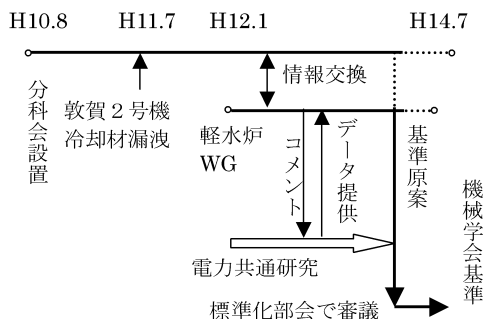 H10.8
H11.7
H12.1
H14.7
分科会設置
敦賀２号機
冷却材漏洩
情報交換
軽水炉
WG
コメント
データ提供
基準原案
機械学会基準
電力共通研究
標準化部会で審議